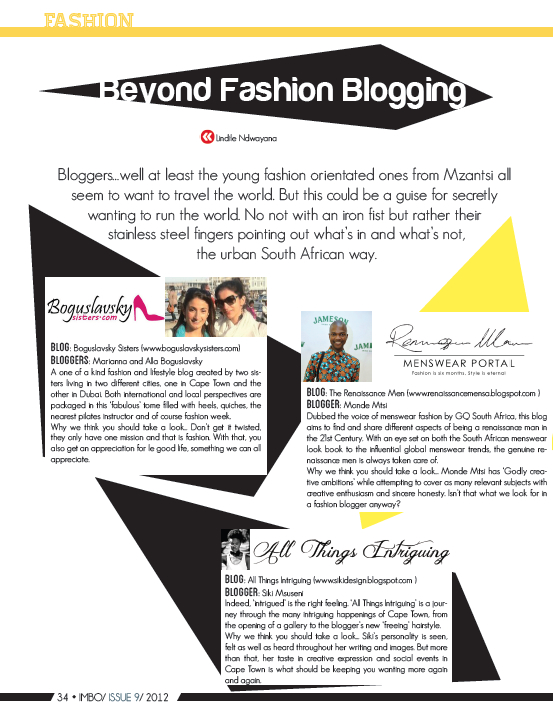 FASHION
Beyond Fashion Blogging
Lindile Ndwayana
Bloggers...well at least the young fashion orientated ones from Mzantsi all
seem to want to travel the world. But this could be a guise for secretly
wanting to run the world. No not with an iron fist but rather their
stainless steel fingers pointing out what's in and what's not,
the urban South African way.
Boguslavsky
sisters.com
BLOG: Boguslavsky Sisters (www.boguslavskysisters.com)
BLOGGERS: Marianna and Alla Boguslavsky
A one of a kind fashion and lifestyle blog created by two sis-
ters living in two different cities, one in Cape Town and the
other in Dubai. Both international and local perspectives are
packaged in this 'fabulous' tome filled with heels, quiches, the
nearest pilates instructor and of course fashion week.
Why we think you should take a look... Don't get it twisted,
they only have one mission and that is fashion. With that, you
also get an appreciation for le good life, something we can all
appreciate.
JAMESON
MENSWEAR PORTAL
Fashion is six months, Style is eternal
BLOG: The Renaissance Men (www.renaissancemensa.blogspot.com )
BLOGGER: Monde Mtsi
Dubbed the voice of menswear fashion by GQ South Africa, this blog
aims to find and share different aspects of being a renaissance man in
the 21st Century. With an eye set on both the South African menswear
look book to the influential global menswear trends, the genuine re-
naissance men is always taken care of.
Why we think you should take a look... Monde Mtsi has 'Godly crea-
tive ambitions' while attempting to cover as many relevant subjects with
creative enthusiasm and sincere honesty. Isn't that what we look for in
a fashion blogger anyway?
All Things Intriguing
BLOG: All Things Intriguing (www.sikidesign.blogspot.com )
BLOGGER: Siki Msuseni
Indeed, 'intrigued' is the right feeling. 'All Things Intriguing' is a jour-
ney through the many intriguing happenings of Cape Town, from
the opening of a gallery to the blogger's new 'freeing' hairstyle.
Why we think you should take a look... Siki's personality is seen,
felt as well as heard throughout her writing and images. But more
than that, her taste in creative expression and social events in
Cape Town is what should be keeping you wanting more again
and again.
34 • IMBO/ ISSUE 9/ 2012